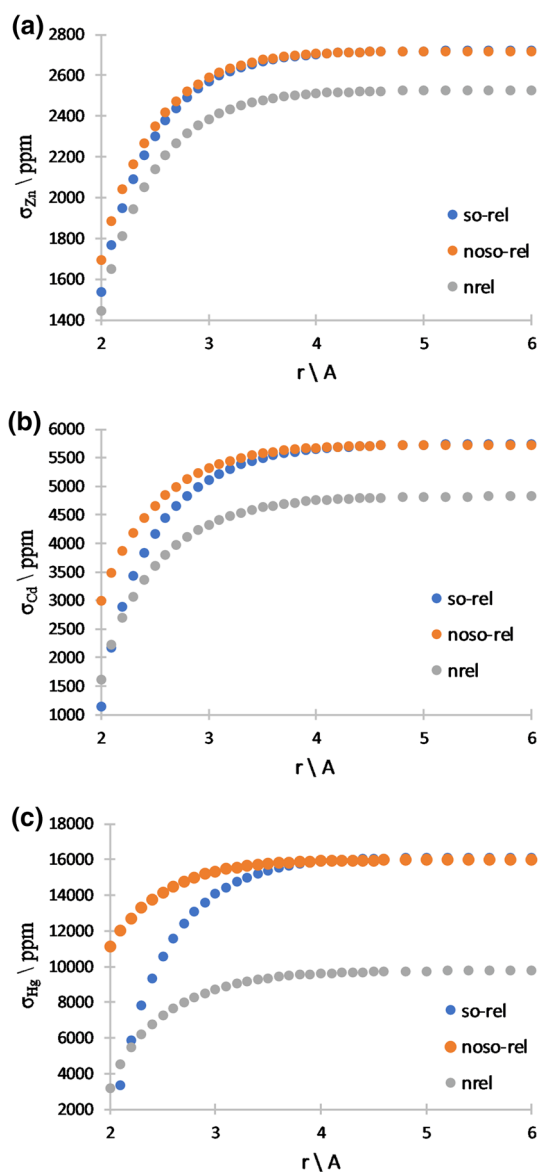 (a)
2800
2600
2400
2200
2000
1800
1600
1400
σZn \ ppm
so-rel
noso-rel
nrel
2 3 4 5 6
r \ A
(b)
6000
5500
5000
4500
4000
3500
3000
2500
2000
1500
1000
σCd \ ppm
so-rel
noso-rel
nrel
2 3 4 5 6
r \ A
(c)
18000
16000
14000
12000
10000
8000
6000
4000
2000
σHg \ ppm
so-rel
noso-rel
nrel
2 3 4 5 6
r \ A